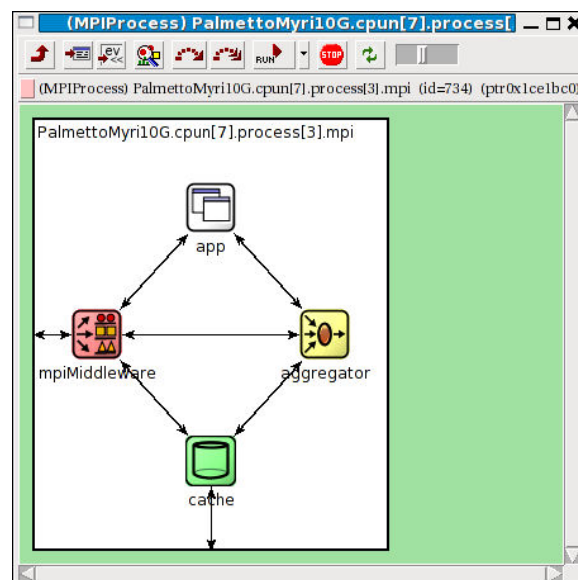 (MPIProcess) PalmettoMyri10G.cpun[7].process[
ev
<<
RUN
STOP
(MPIProcess) PalmettoMyri10G.cpun[7].process[3].mpi (id=734) (ptr0x1ce1bc0)
PalmettoMyri10G.cpun[7].process[3].mpi
app
mpiMiddleware
aggregator
cache